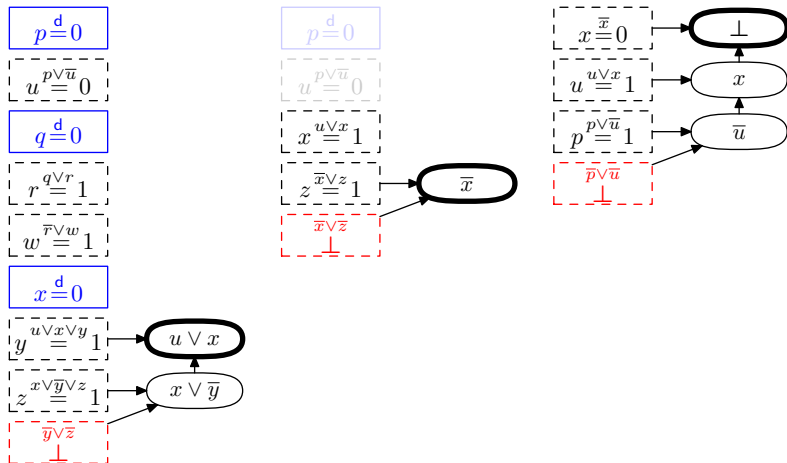 p =ᵈ 0
u =^{p∨u̅} 0
q =ᵈ 0
r =^{q∨r} 1
w =^{r̅∨w} 1
x =ᵈ 0
y =^{u∨x∨y} 1
u ∨ x
z =^{x∨y̅∨z} 1
x ∨ y̅
y̅∨z̅
⊥
p =ᵈ 0
u =^{p∨u̅} 0
x =^{u∨x} 1
z =^{x̅∨z} 1
x̅
x̅∨z̅
⊥
x =^{x̅} 0
⊥
u =^{u∨x} 1
x
p =^{p∨u̅} 1
u̅
p̅∨u̅
⊥